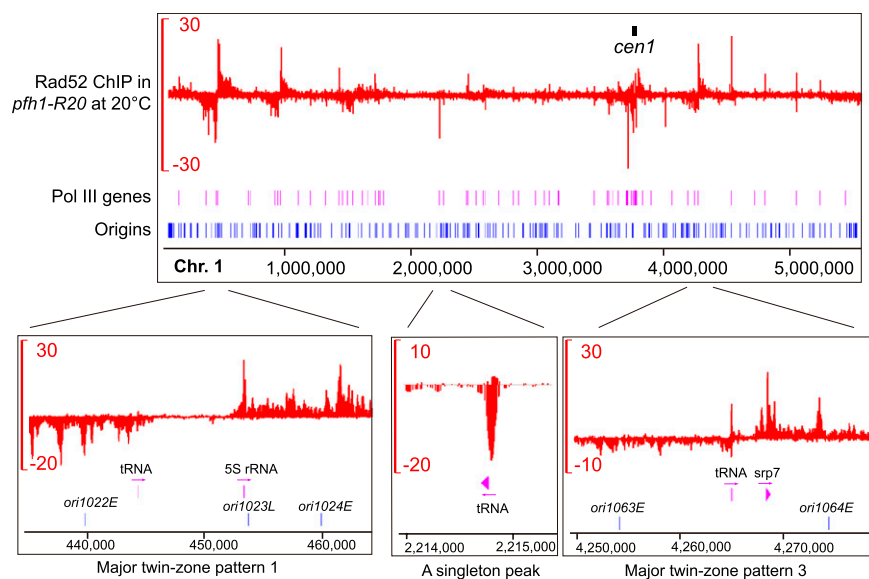 30
cen1
Rad52 ChIP in
pfh1-R20 at 20°C
-30
Pol III genes
Origins
Chr. 1 1,000,000 2,000,000 3,000,000 4,000,000 5,000,000
30
-20
tRNA 5S rRNA
ori1022E ori1023L ori1024E
440,000 450,000 460,000
Major twin-zone pattern 1
10
-20
tRNA
2,214,000 2,215,000
A singleton peak
30
-10
tRNA srp7
ori1063E ori1064E
4,250,000 4,260,000 4,270,000
Major twin-zone pattern 3